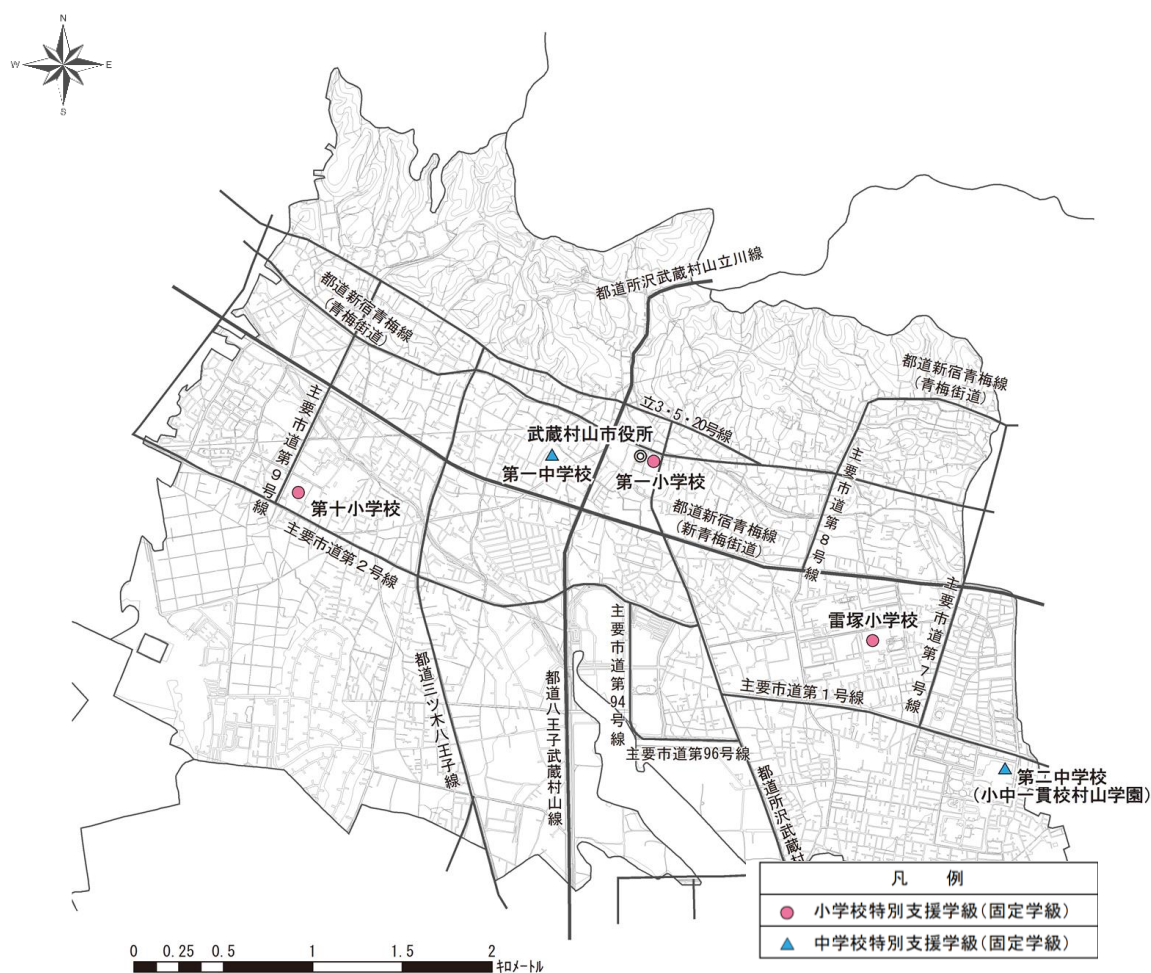 N
W
E
S
都道所沢武蔵村山立川線
都道新宿青梅線
(青梅街道)
都道新宿青梅線
(青梅街道)
主要市道第9号線
立3・5・20号線
武蔵村山市役所
第一中学校
第一小学校
主要市道第8号線
第十小学校
都道新宿青梅線
(新青梅街道)
主要市道第2号線
主要市道第7号線
雷塚小学校
主要市道第94号線
都道三ツ木八王子線
都道八王子武蔵村山線
主要市道第1号線
主要市道第96号線
都道所沢武蔵村
第二中学校
(小中一貫校村山学園)
凡 例
小学校特別支援学級(固定学級)
中学校特別支援学級(固定学級)
0 0.25 0.5 1 1.5 2
キロメートル